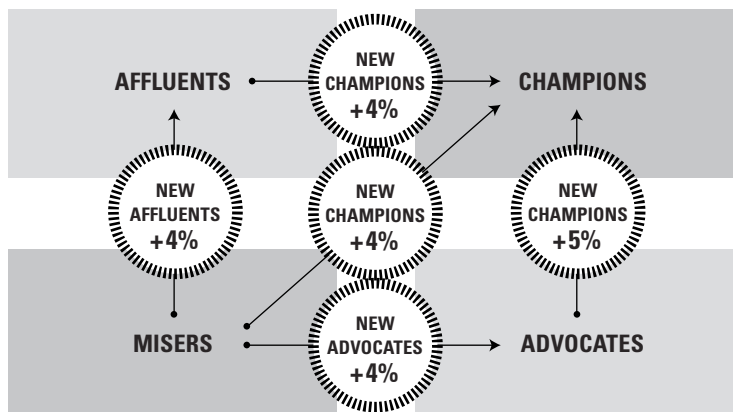 AFFLUENTS
NEW
CHAMPIONS
+4%
CHAMPIONS
NEW
AFFLUENTS
+4%
NEW
CHAMPIONS
+4%
NEW
CHAMPIONS
+5%
MISERS
NEW
ADVOCATES
+4%
ADVOCATES